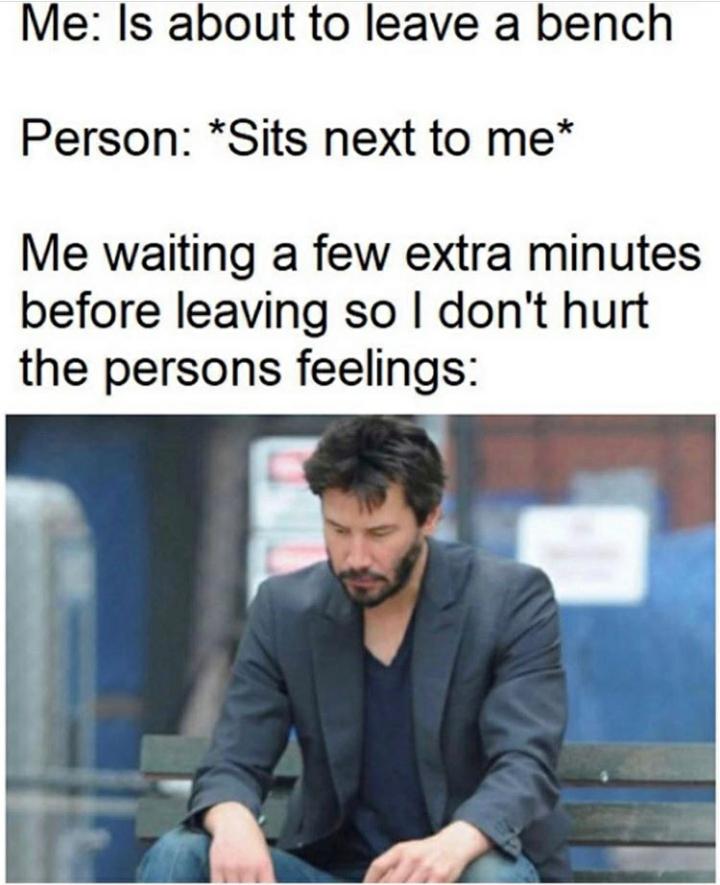 Me: Is about to leave a bench
Person: *Sits next to me*
Me waiting a few extra minutes
before leaving so I don't hurt
the persons feelings: